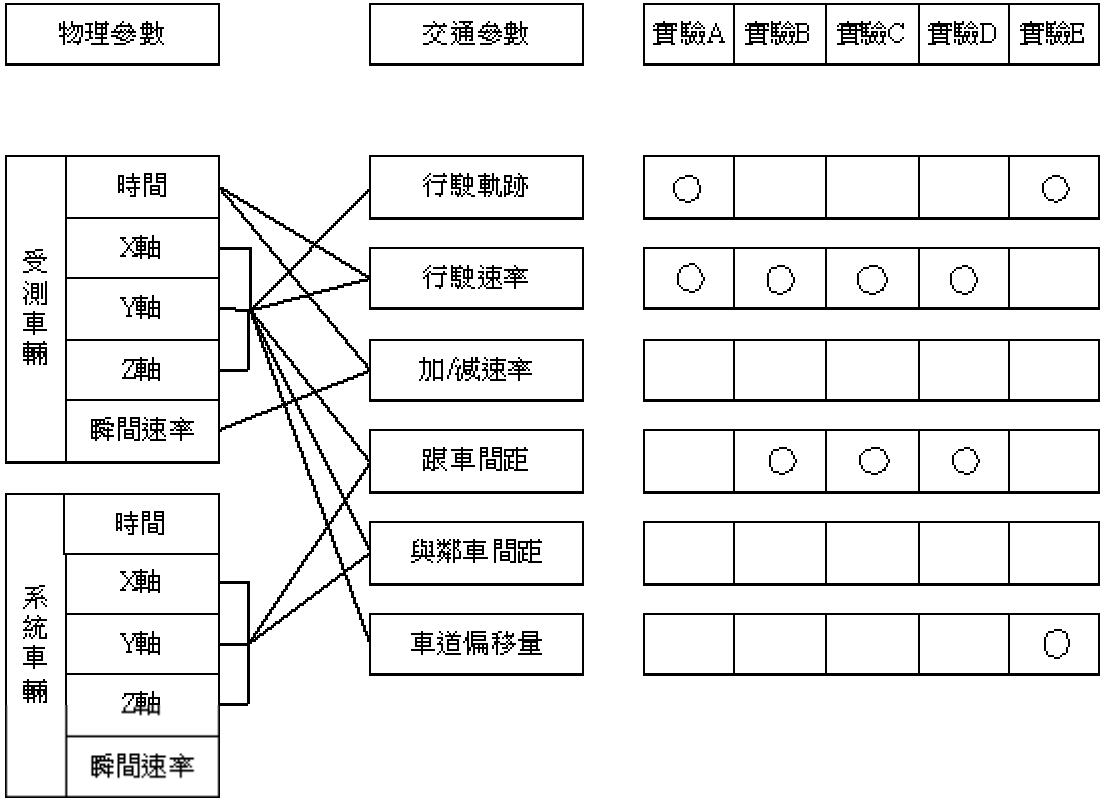 物理參數
交通參數
實驗A 實驗B 實驗C 實驗D 實驗E
受測車輛
時間
X軸
Y軸
Z軸
瞬間速率
系統車輛
時間
X軸
Y軸
Z軸
瞬間速率
行駛軌跡
行駛速率
加/減速率
跟車間距
與鄰車間距
車道偏移量